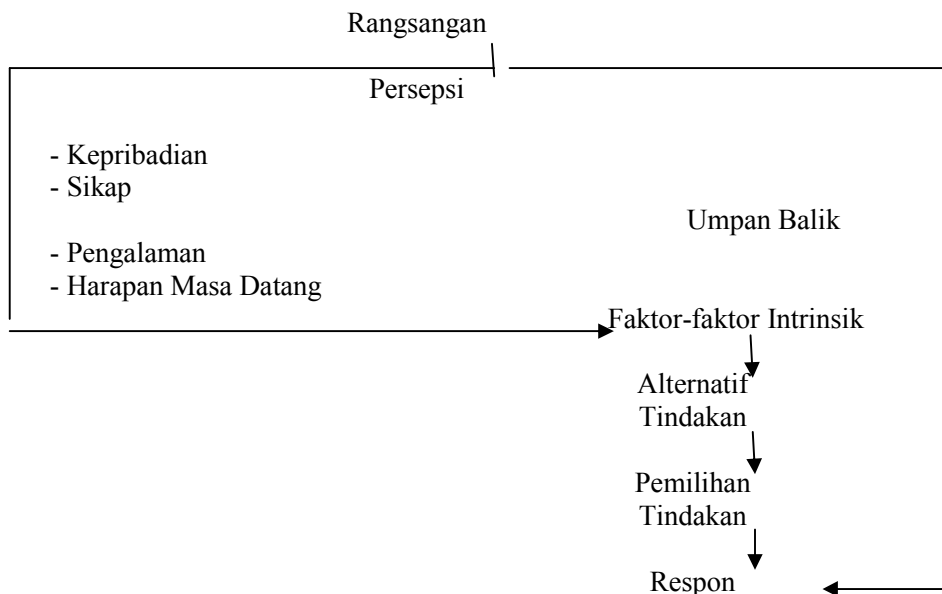 Rangsangan
Persepsi
- Kepribadian
- Sikap
- Pengalaman
- Harapan Masa Datang
Umpan Balik
Faktor-faktor Intrinsik
Alternatif
Tindakan
Pemilihan
Tindakan
Respon